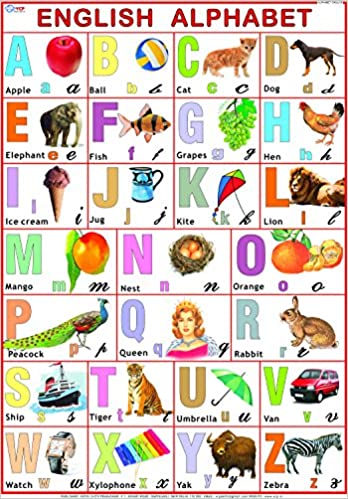 ENGLISH ALPHABET
A B C D
Apple a a Ball b b Cat c c Dog d d
E F G H
Elephant e e Fish f f Grapes g g Hen h h
I J K L
Ice cream i i Jug j j Kite k k Lion l l
M N O
Mango m m Nest n n Orange o o
P Q R
Peacock p p Queen q q Rabbit r r
S T U V
Ship s s Tiger t t Umbrella u u Van v v
W X Y Z
Watch w w Xylophone x x Yak y y Zebra z z